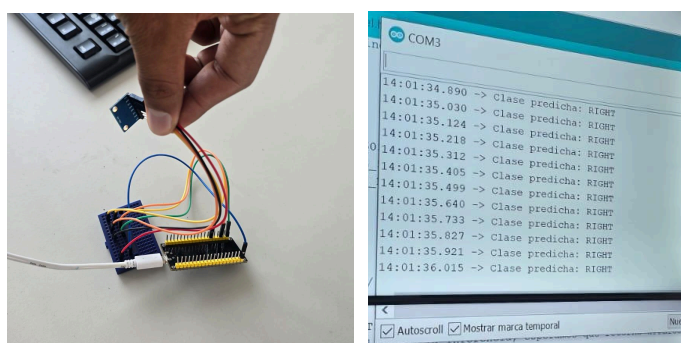 COM3
14:01:34.890 -> Clase predicha: RIGHT
14:01:35.030 -> Clase predicha: RIGHT
14:01:35.124 -> Clase predicha: RIGHT
14:01:35.218 -> Clase predicha: RIGHT
14:01:35.312 -> Clase predicha: RIGHT
14:01:35.405 -> Clase predicha: RIGHT
14:01:35.499 -> Clase predicha: RIGHT
14:01:35.640 -> Clase predicha: RIGHT
14:01:35.733 -> Clase predicha: RIGHT
14:01:35.827 -> Clase predicha: RIGHT
14:01:35.921 -> Clase predicha: RIGHT
14:01:36.015 -> Clase predicha: RIGHT
Autoscroll Mostrar marca temporal